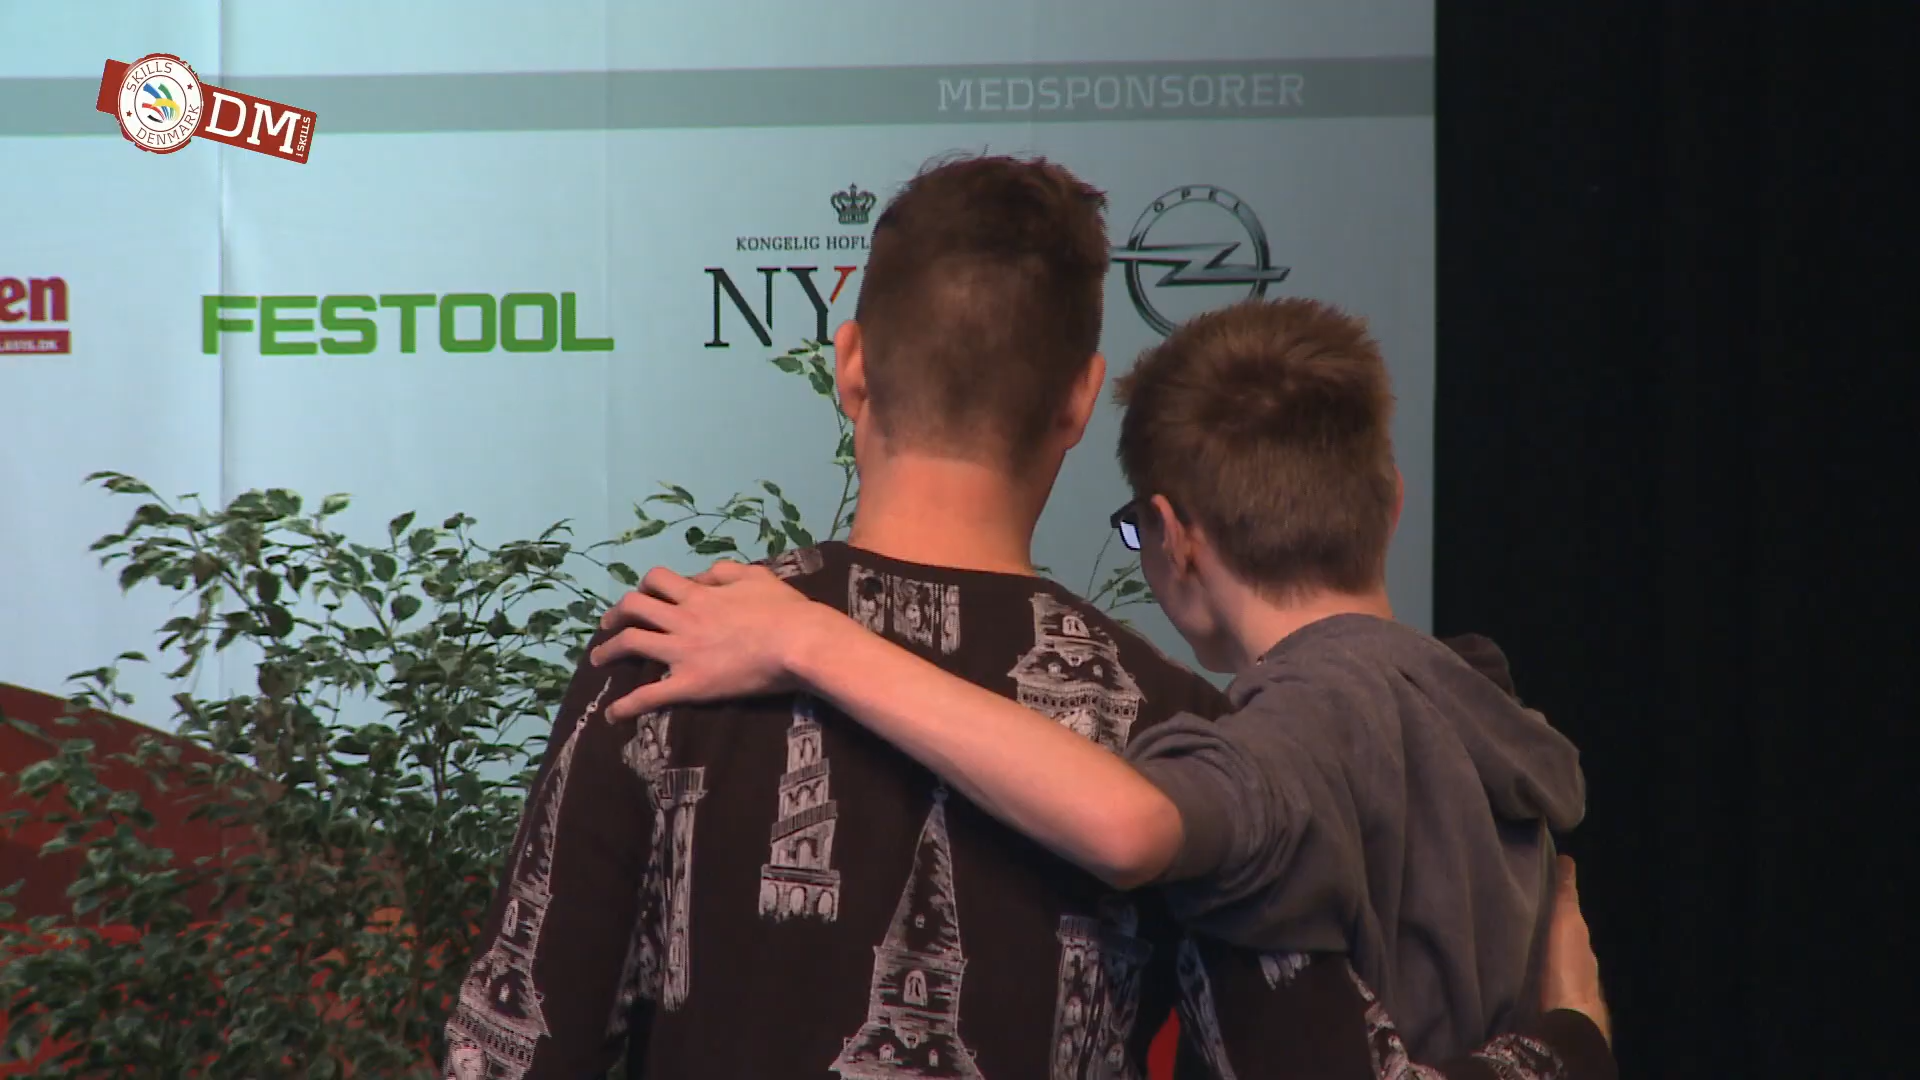 SKILLS
DENMARK
DM
I SKILLS
MEDSPONSORER
OPEL
KONGELIG HOFL
NY
en
FESTOOL